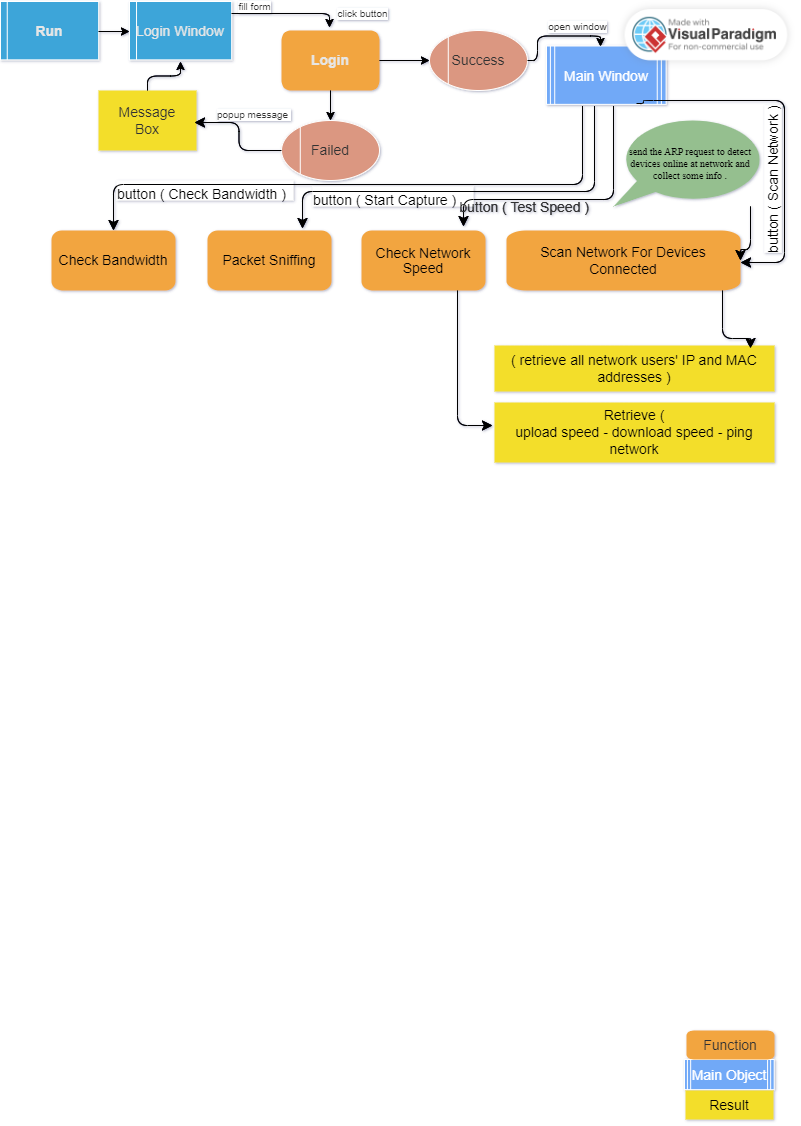 fill form
click button
open window
Made with
VisualParadigm
For non-commercial use
Run
Login Window
Login
Success
Main Window
Message
Box
popup message
Failed
send the ARP request to detect
devices online at network and
collect some info .
button ( Scan Network )
button ( Check Bandwidth )
button ( Start Capture )
button ( Test Speed )
Check Bandwidth
Packet Sniffing
Check Network
Speed
Scan Network For Devices
Connected
( retrieve all network users' IP and MAC
addresses )
Retrieve (
upload speed - download speed - ping
network
Function
Main Object
Result